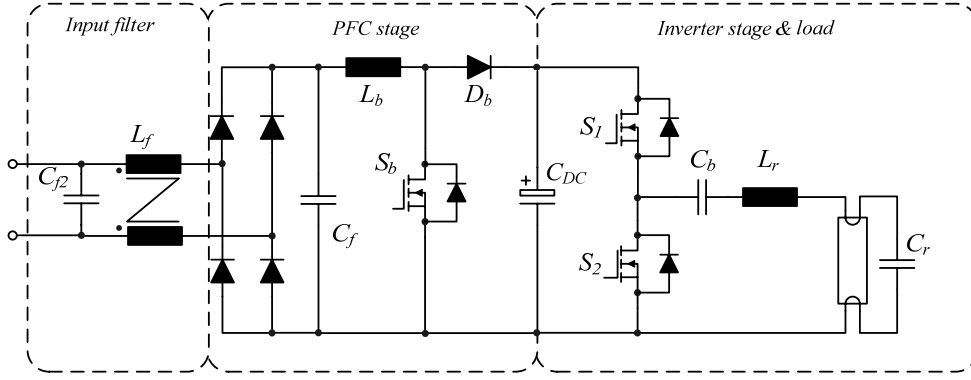 Input filter
PFC stage
Inverter stage & load
L_b
D_b
S_1
L_f
S_b
C_b
L_r
C_f2
C_DC
+
C_f
S_2
C_r